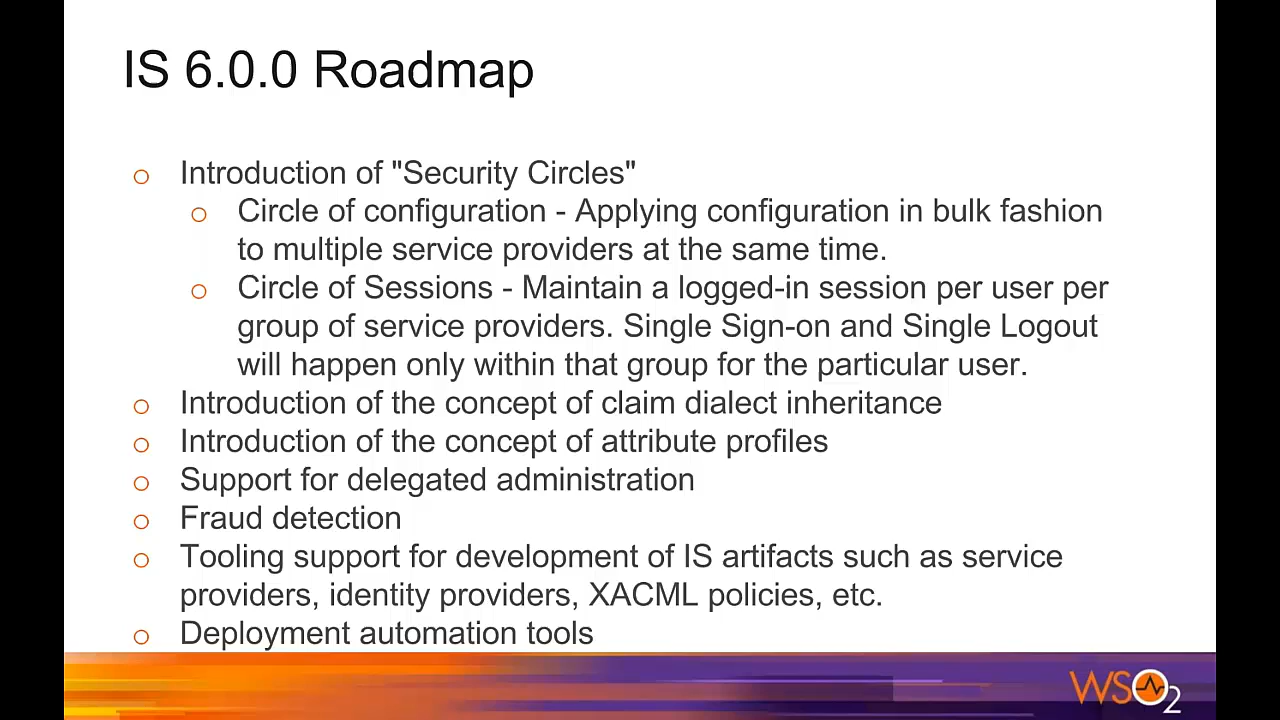 IS 6.0.0 Roadmap
o Introduction of "Security Circles"
o Circle of configuration - Applying configuration in bulk fashion
to multiple service providers at the same time.
o Circle of Sessions - Maintain a logged-in session per user per
group of service providers. Single Sign-on and Single Logout
will happen only within that group for the particular user.
o Introduction of the concept of claim dialect inheritance
o Introduction of the concept of attribute profiles
o Support for delegated administration
o Fraud detection
o Tooling support for development of IS artifacts such as service
providers, identity providers, XACML policies, etc.
o Deployment automation tools
WSO2